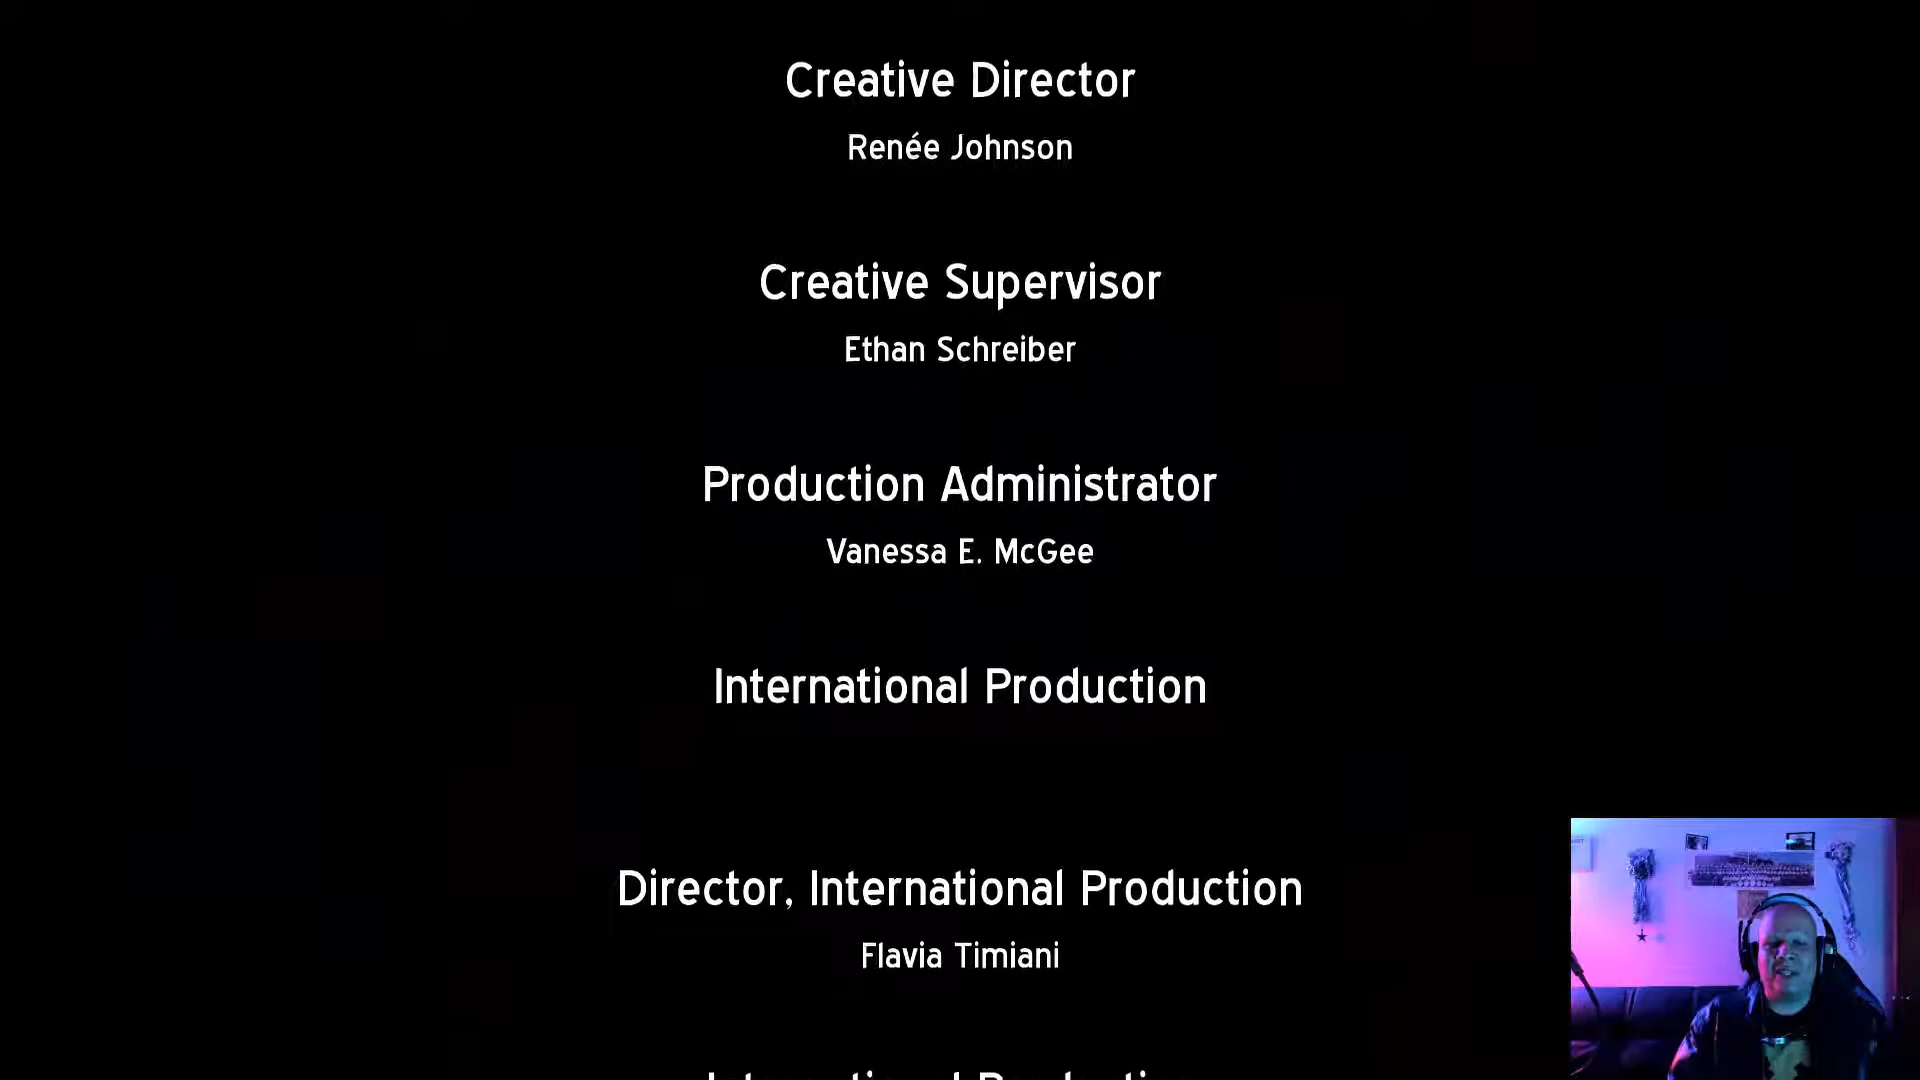 Creative Director
Renée Johnson
Creative Supervisor
Ethan Schreiber
Production Administrator
Vanessa E. McGee
International Production
Director, International Production
Flavia Timiani